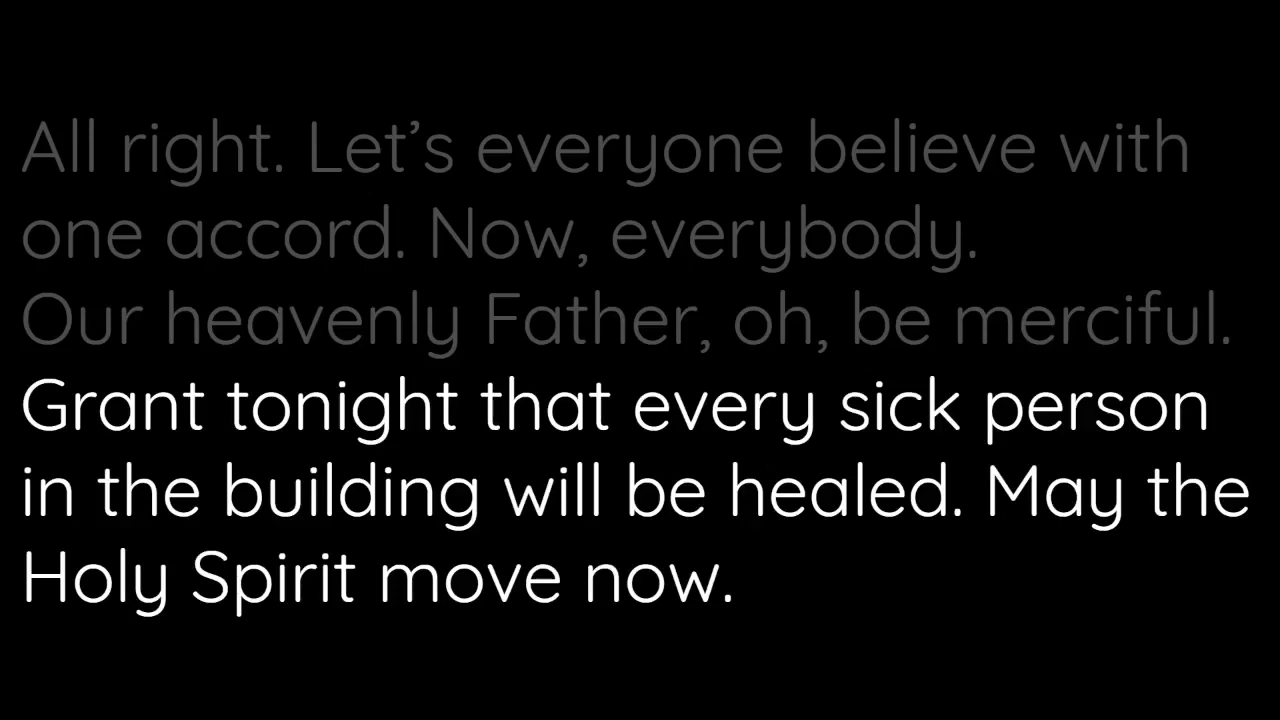 All right. Let’s everyone believe with
one accord. Now, everybody.
Our heavenly Father, oh, be merciful.
Grant tonight that every sick person
in the building will be healed. May the
Holy Spirit move now.